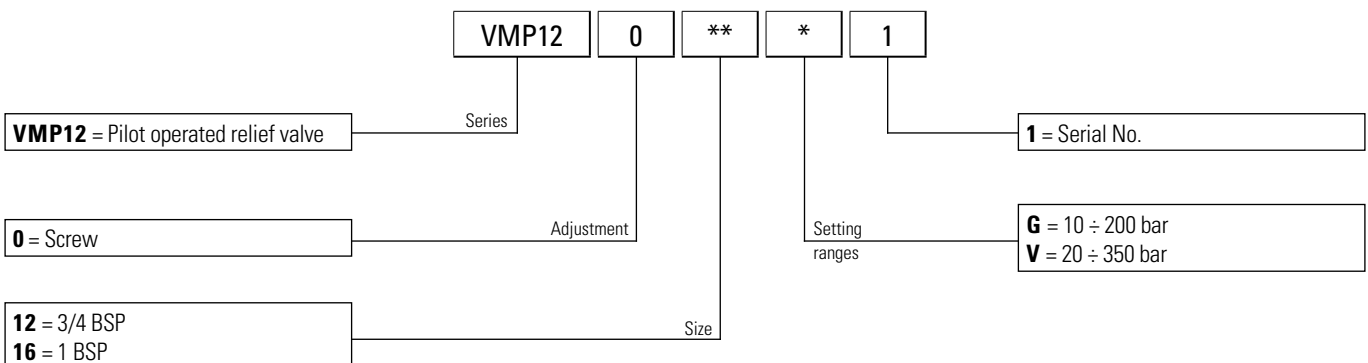 VMP12 0 ** * 1
Series
VMP12 = Pilot operated relief valve
1 = Serial No.
Adjustment
0 = Screw
Setting
ranges
G = 10 ÷ 200 bar
V = 20 ÷ 350 bar
Size
12 = 3/4 BSP
16 = 1 BSP